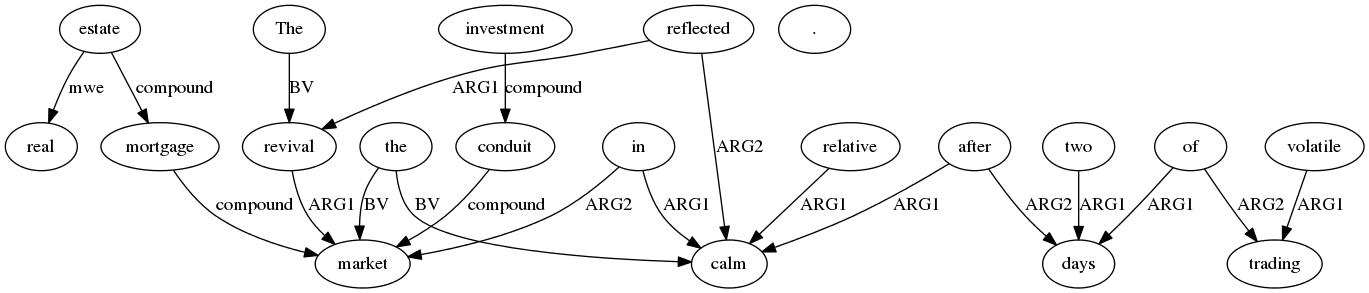 estate The investment reflected .
mwe compound BV ARG1 compound
real mortgage revival the conduit in relative after two of volatile
ARG2
compound ARG1 BV BV compound ARG2 ARG1 ARG1 ARG1 ARG2 ARG1 ARG1 ARG2 ARG1
market calm days trading